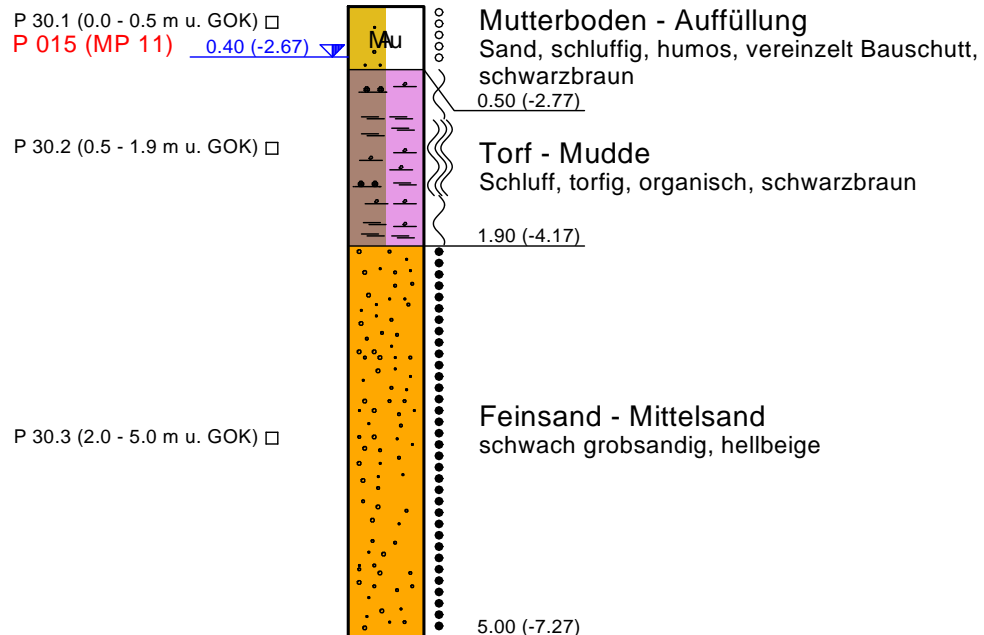 P 30.1 (0.0 - 0.5 m u. GOK)
P 015 (MP 11)
0.40 (-2.67)
Mu
A
Mutterboden - Auffüllung
Sand, schluffig, humos, vereinzelt Bauschutt,
schwarzbraun
0.50 (-2.77)
P 30.2 (0.5 - 1.9 m u. GOK)
Torf - Mudde
Schluff, torfig, organisch, schwarzbraun
1.90 (-4.17)
P 30.3 (2.0 - 5.0 m u. GOK)
Feinsand - Mittelsand
schwach grobsandig, hellbeige
5.00 (-7.27)